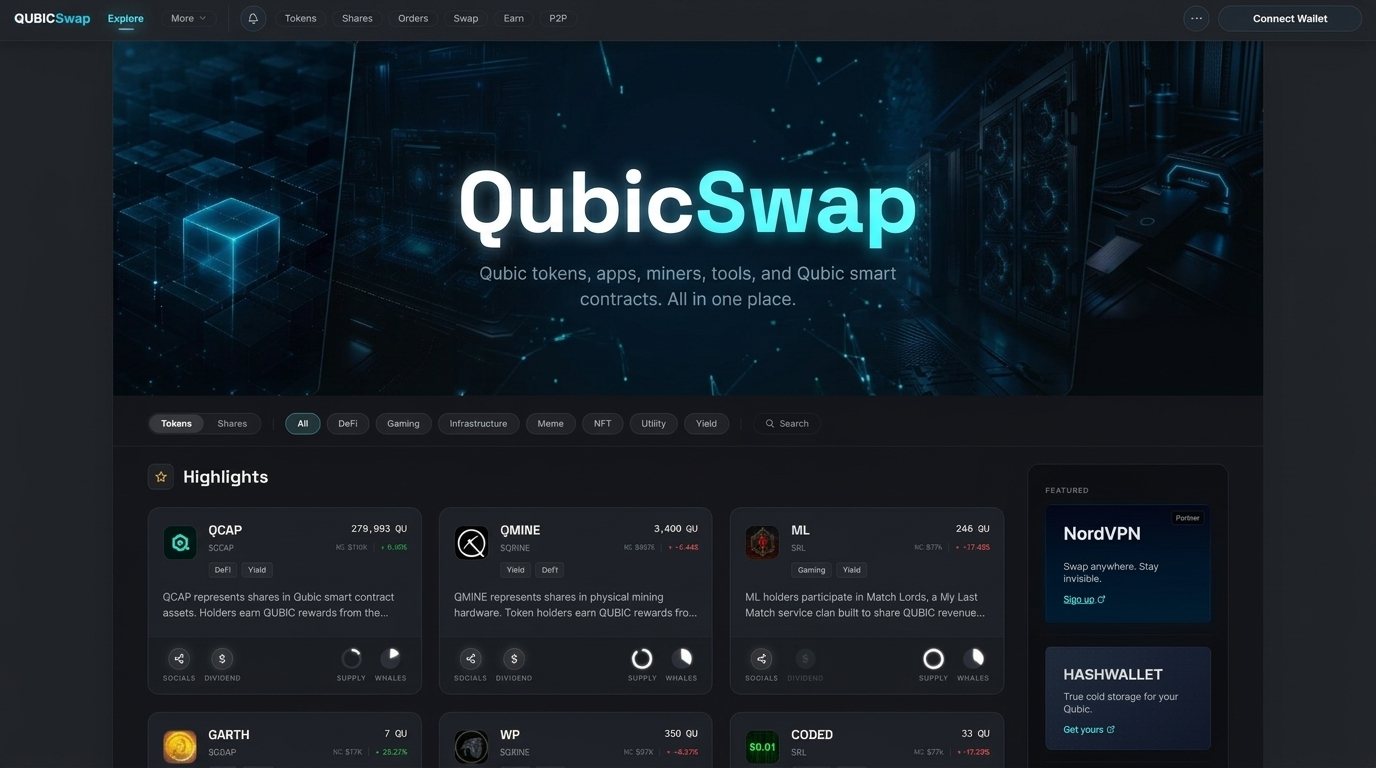 QUBICSwap Explore More Tokens Shares Orders Swap Earn P2P ... Connect Wallet
QubicSwap
Qubic tokens, apps, miners, tools, and Qubic smart
contracts. All in one place.
Tokens Shares All DeFi Gaming Infrastructure Meme NFT Utility Yield Search
Highlights
QCAP 279,993 QU
DeFi Yiald
QCAP represents shares in Qubic smart contract
assets. Holders earn QUBIC rewards from the...
SOCIALS DIVIDEND SUPPLY WHALES
QMINE 3,400 QU
Yield Deft
QMINE represents shares in physical mining
hardware. Token holders earn QUBIC rewards fro...
SOCIALS DIVIDEND SUPPLY WHALES
ML 246 QU
SRL
Gaming Yiald
ML holders participate in Match Lords, a My Last
Match service clan built to share QUBIC revenue...
SOCIALS DIVIDEND SUPPLY WHALES
GARTH 7 QU
WP 350 QU
CODED 33 QU
$0.01 SRL
FEATURED
Portner
NordVPN
Swap anywhere. Stay
invisible.
Sigo up
HASHWALLET
True cold storage for your
Qubic.
Get yours